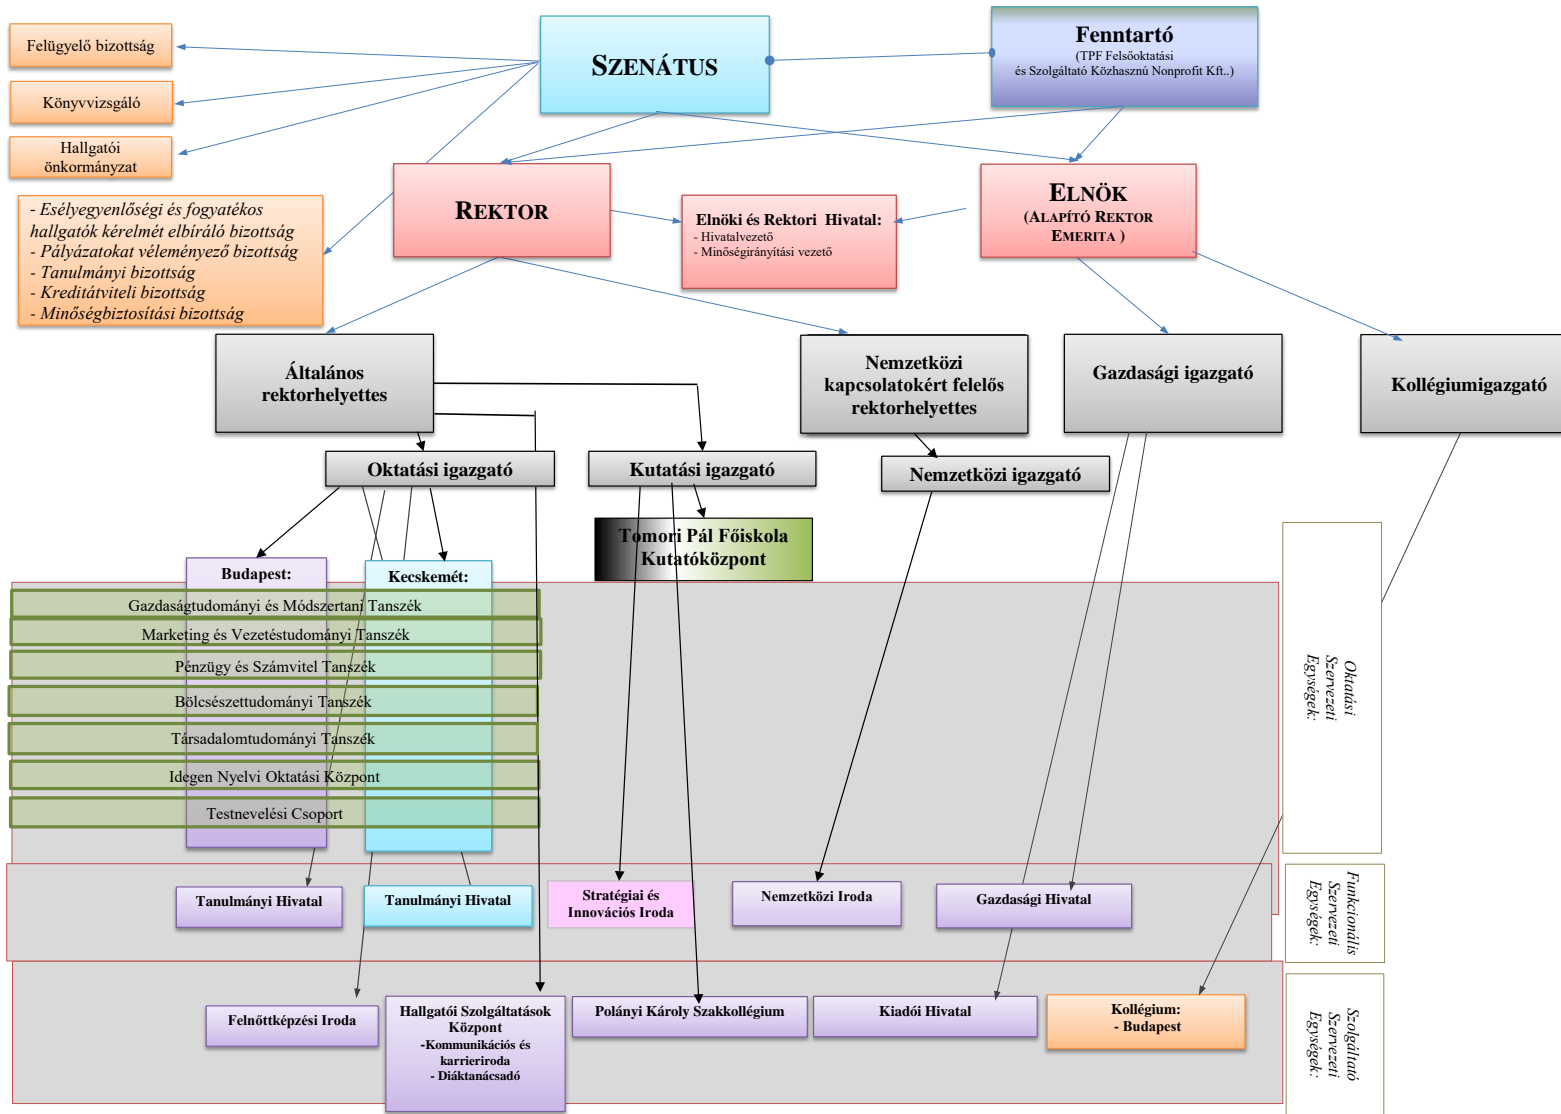 Felügyelő bizottság
Könyvvizsgáló
Hallgatói
önkormányzat
SZENÁTUS
Fenntartó
(TPF Felsőoktatási
és Szolgáltató Közhasznú Nonprofit Kft..)
- Esélyegyenlőségi és fogyatékos
hallgatók kérelmét elbíráló bizottság
- Pályázatokat véleményező bizottság
- Tanulmányi bizottság
- Kreditátviteli bizottság
- Minőségbiztosítási bizottság
REKTOR
Elnöki és Rektori Hivatal:
- Hivatalvezető
- Minőségirányítási vezető
ELNÖK
(ALAPÍTÓ REKTOR
EMERITA )
Általános
rektorhelyettes
Nemzetközi
kapcsolatokért felelős
rektorhelyettes
Gazdasági igazgató
Kollégiumigazgató
Oktatási igazgató
Kutatási igazgató
Nemzetközi igazgató
Tomori Pál Főiskola
Kutatóközpont
Budapest:
Kecskemét:
Gazdaságtudományi és Módszertani Tanszék
Marketing és Vezetéstudományi Tanszék
Pénzügy és Számvitel Tanszék
Bölcsészettudományi Tanszék
Társadalomtudományi Tanszék
Idegen Nyelvi Oktatási Központ
Testnevelési Csoport
Oktatási
Szervezeti
Egységek:
Tanulmányi Hivatal
Tanulmányi Hivatal
Stratégiai és
Innovációs Iroda
Nemzetközi Iroda
Gazdasági Hivatal
Funkcionális
Szervezeti
Egységek:
Felnőttképzési Iroda
Hallgatói Szolgáltatások
Központ
-Kommunikációs és
karrieriroda
- Diáktanácsadó
Polányi Károly Szakkollégium
Kiadói Hivatal
Kollégium:
- Budapest
Szolgáltató
Szervezeti
Egységek: